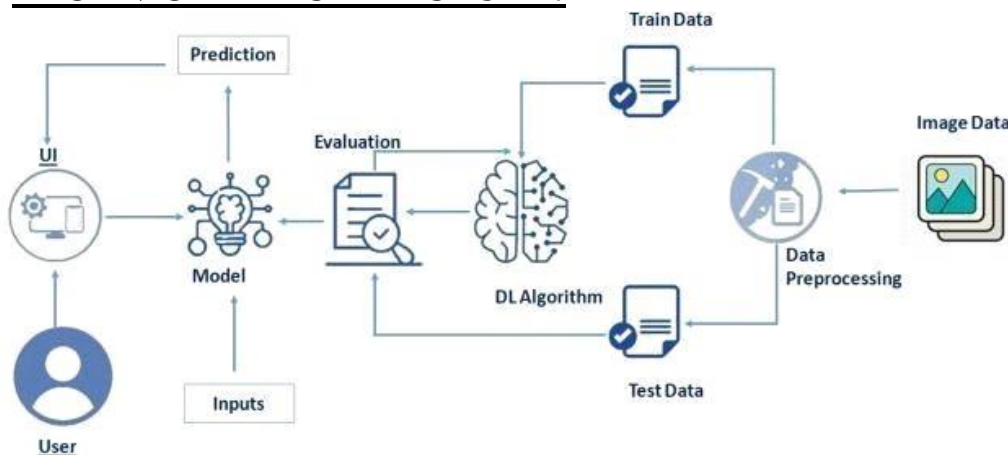 Train Data
Prediction
Image Data
Evaluation
UI
Model
DL Algorithm
Data
Preprocessing
Inputs
Test Data
User